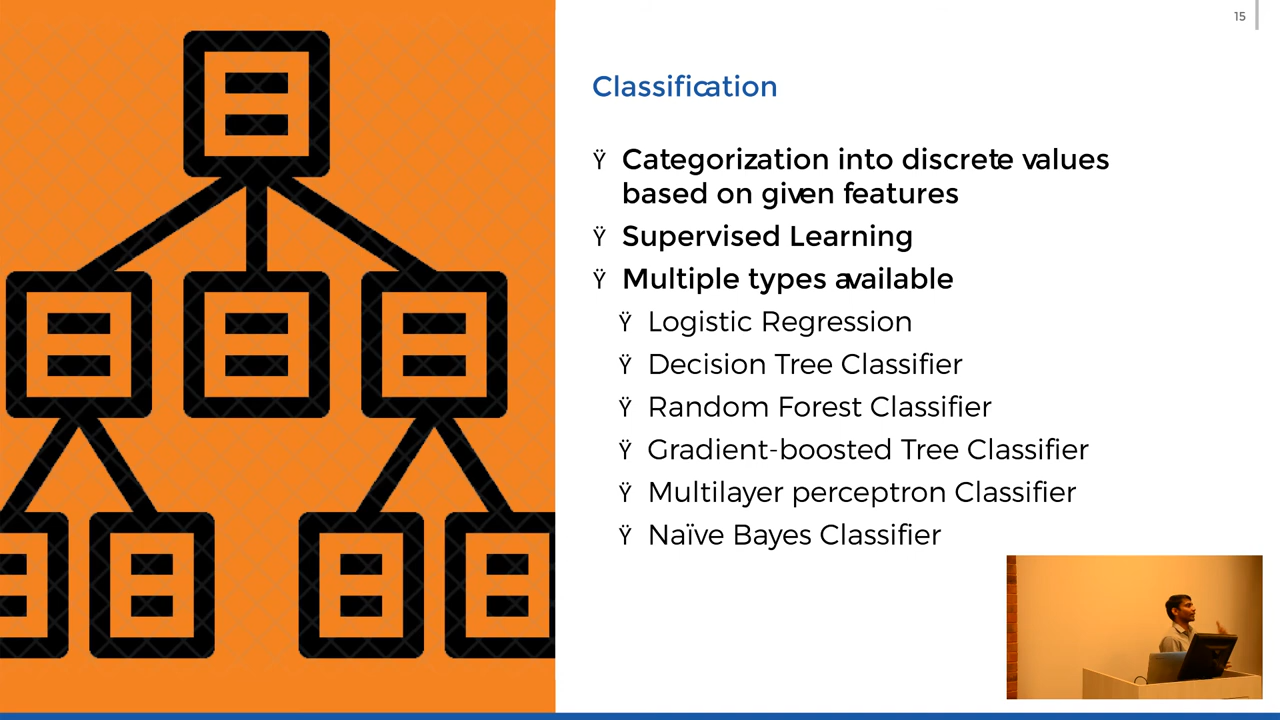 15
Classification
Ÿ Categorization into discrete values
based on given features
Ÿ Supervised Learning
Ÿ Multiple types available
Ÿ Logistic Regression
Ÿ Decision Tree Classifier
Ÿ Random Forest Classifier
Ÿ Gradient-boosted Tree Classifier
Ÿ Multilayer perceptron Classifier
Ÿ Naïve Bayes Classifier